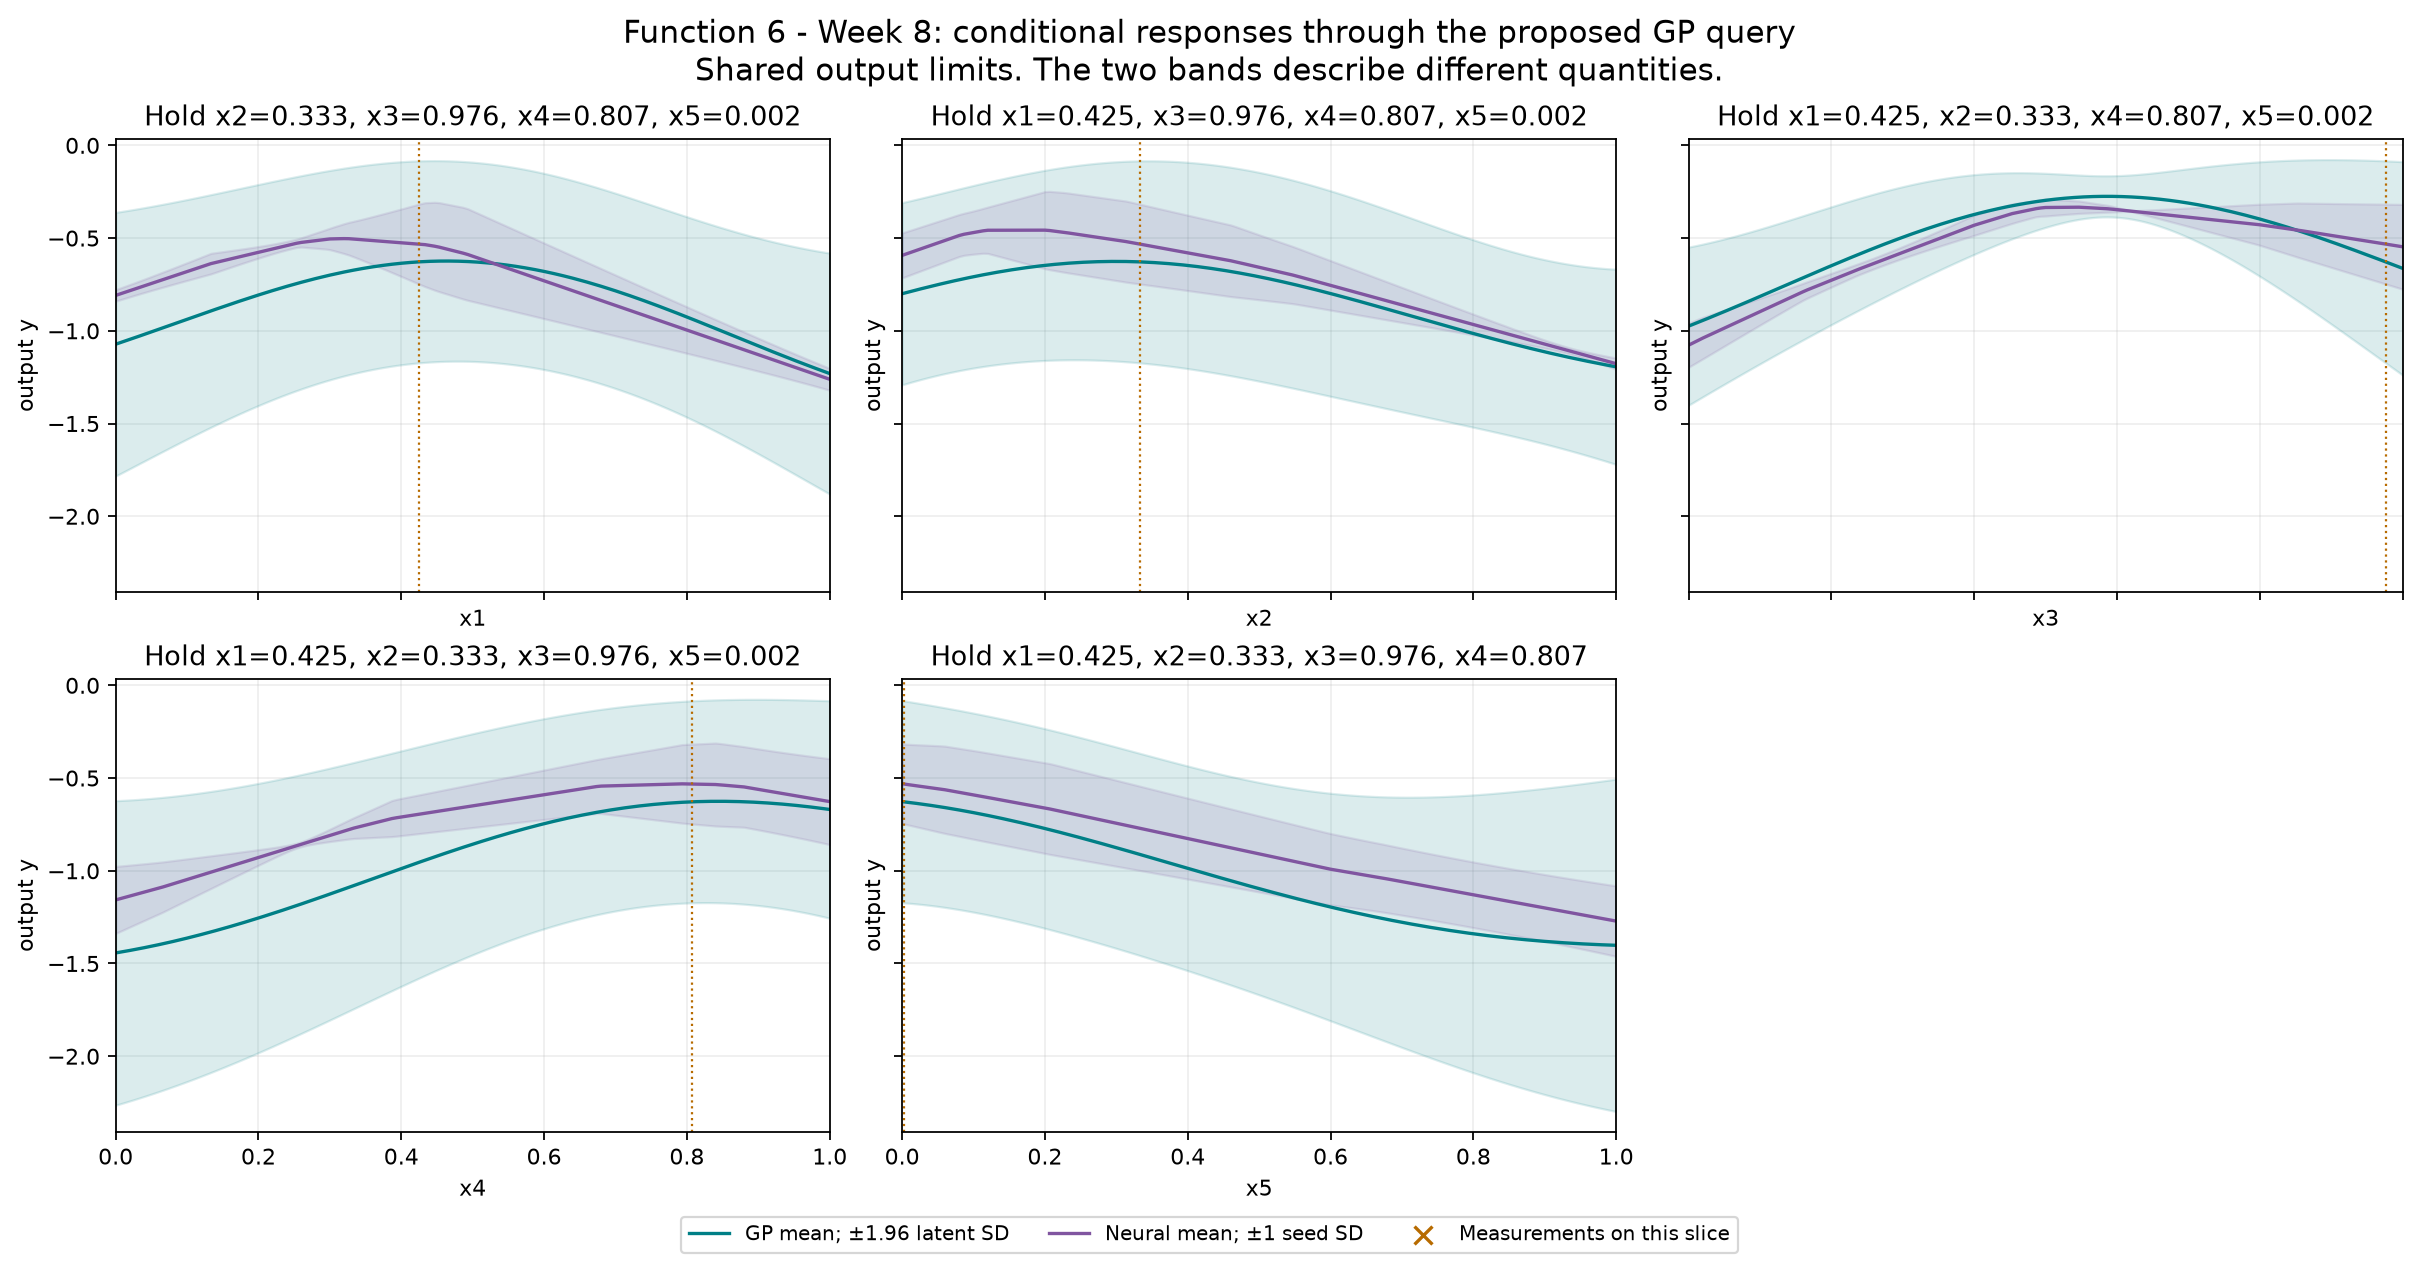 Function 6 - Week 8: conditional responses through the proposed GP query
Shared output limits. The two bands describe different quantities.
Hold x2=0.333, x3=0.976, x4=0.807, x5=0.002
Hold x1=0.425, x3=0.976, x4=0.807, x5=0.002
Hold x1=0.425, x2=0.333, x4=0.807, x5=0.002
0.0
−0.5
−1.0
−1.5
−2.0
output y
output y
output y
x1
x2
x3
Hold x1=0.425, x2=0.333, x3=0.976, x5=0.002
Hold x1=0.425, x2=0.333, x3=0.976, x4=0.807
0.0
−0.5
−1.0
−1.5
−2.0
output y
output y
0.0 0.2 0.4 0.6 0.8 1.0
0.0 0.2 0.4 0.6 0.8 1.0
x4
x5
GP mean; ±1.96 latent SD
Neural mean; ±1 seed SD
Measurements on this slice